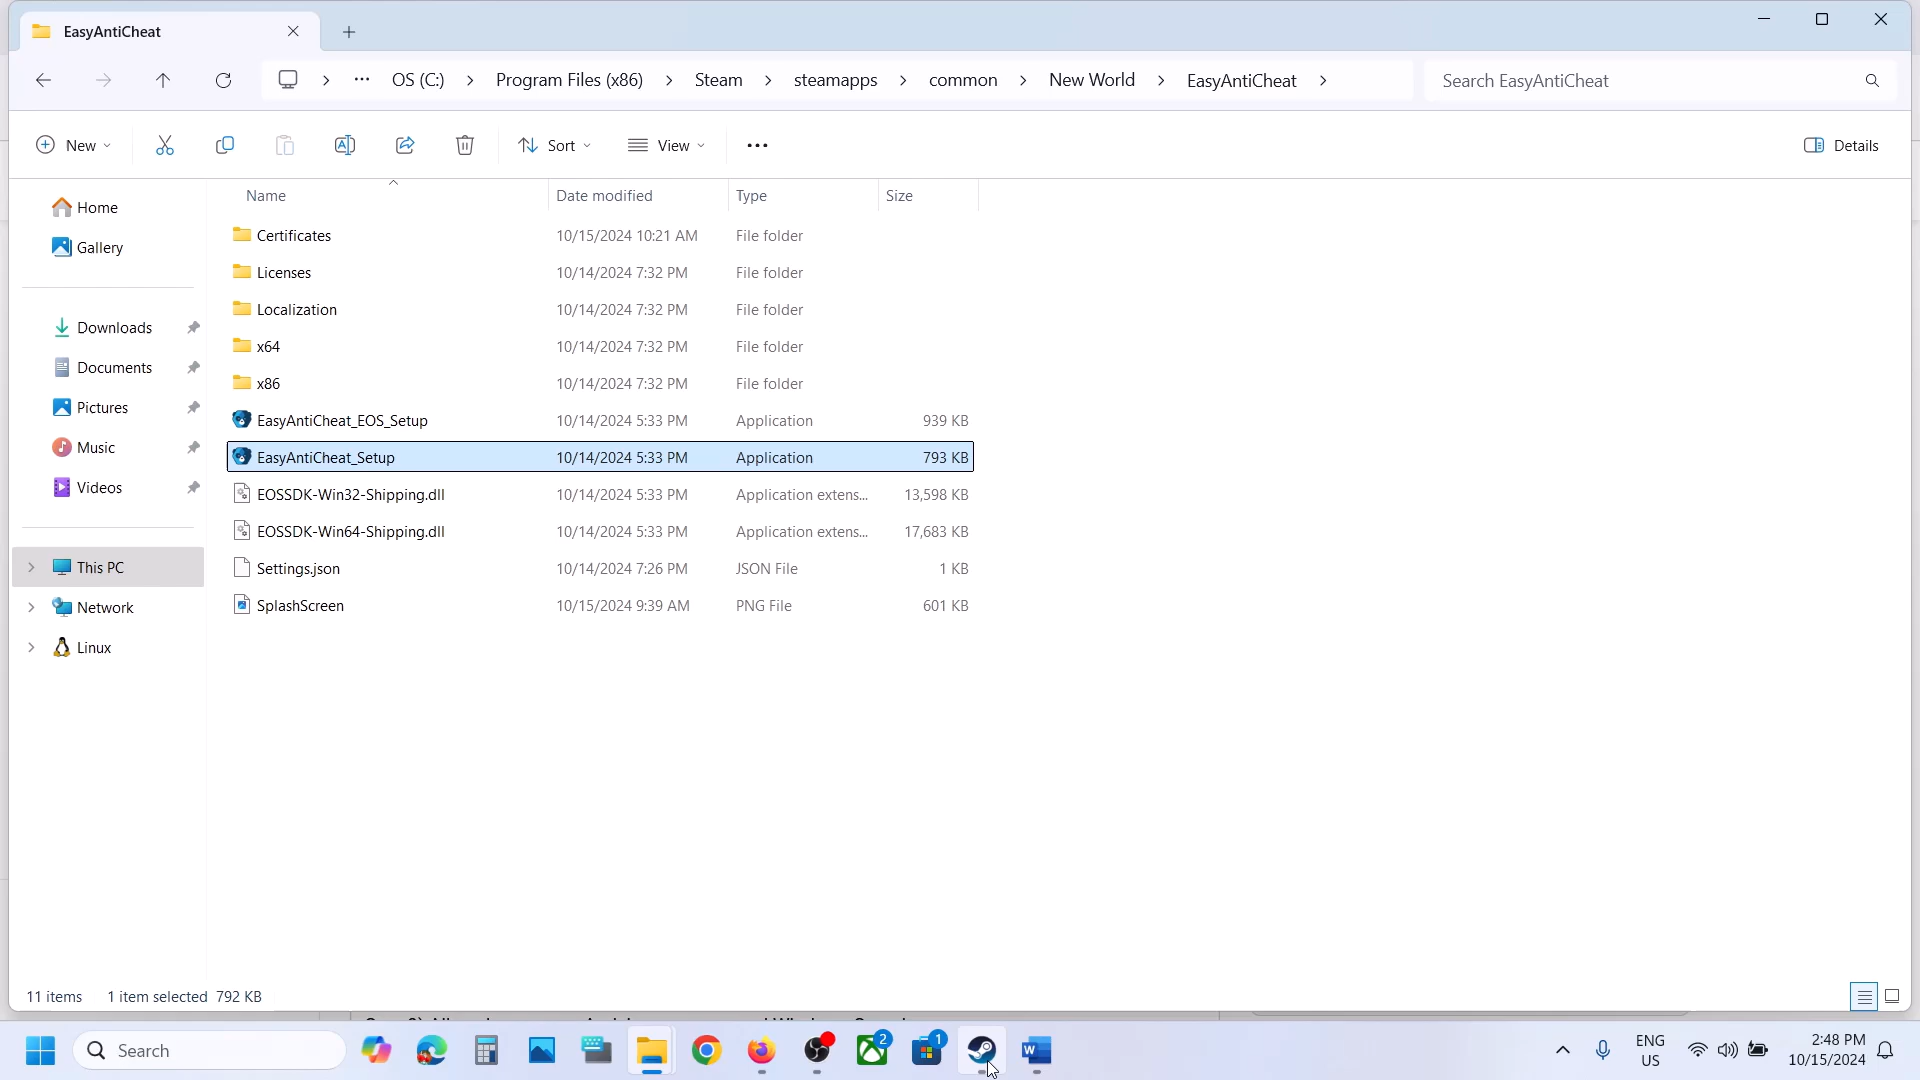 EasyAntiCheat
OS (C:) Program Files (x86) Steam steamapps common New World EasyAntiCheat
Search EasyAntiCheat
New
Sort
View
Details
Name Date modified Type Size
Home
Gallery
Downloads
Documents
Pictures
Music
Videos
This PC
Network
Linux
Certificates 10/15/2024 10:21 AM File folder
Licenses 10/14/2024 7:32 PM File folder
Localization 10/14/2024 7:32 PM File folder
x64 10/14/2024 7:32 PM File folder
x86 10/14/2024 7:32 PM File folder
EasyAntiCheat_EOS_Setup 10/14/2024 5:33 PM Application 939 KB
EasyAntiCheat_Setup 10/14/2024 5:33 PM Application 793 KB
EOSSDK-Win32-Shipping.dll 10/14/2024 5:33 PM Application extens... 13,598 KB
EOSSDK-Win64-Shipping.dll 10/14/2024 5:33 PM Application extens... 17,683 KB
Settings.json 10/14/2024 7:26 PM JSON File 1 KB
SplashScreen 10/15/2024 9:39 AM PNG File 601 KB
11 items 1 item selected 792 KB
Search
2
1
ENG
US
2:48 PM
10/15/2024